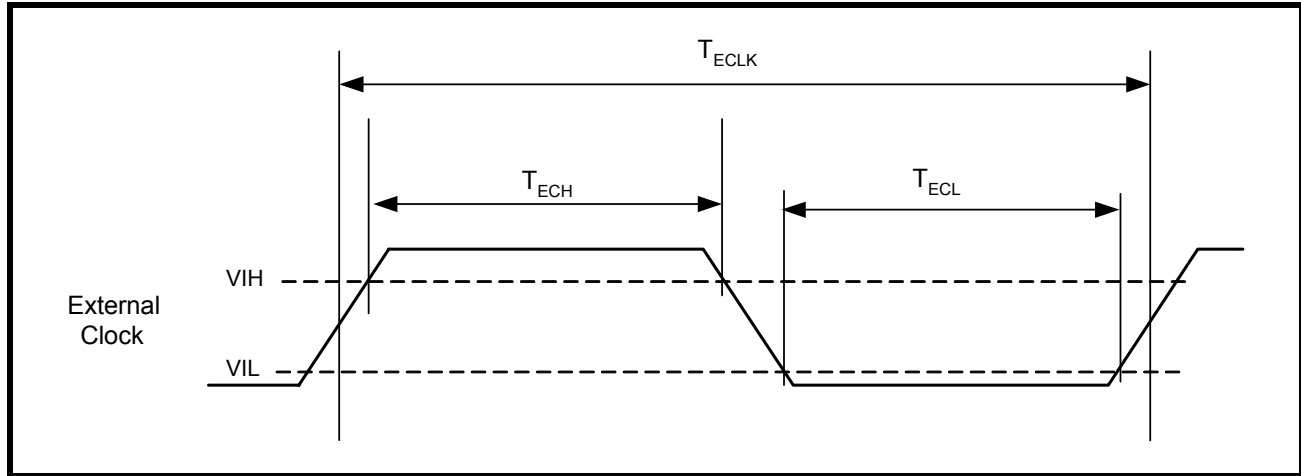 T_ECLK
T_ECH
T_ECL
VIH
External
Clock
VIL